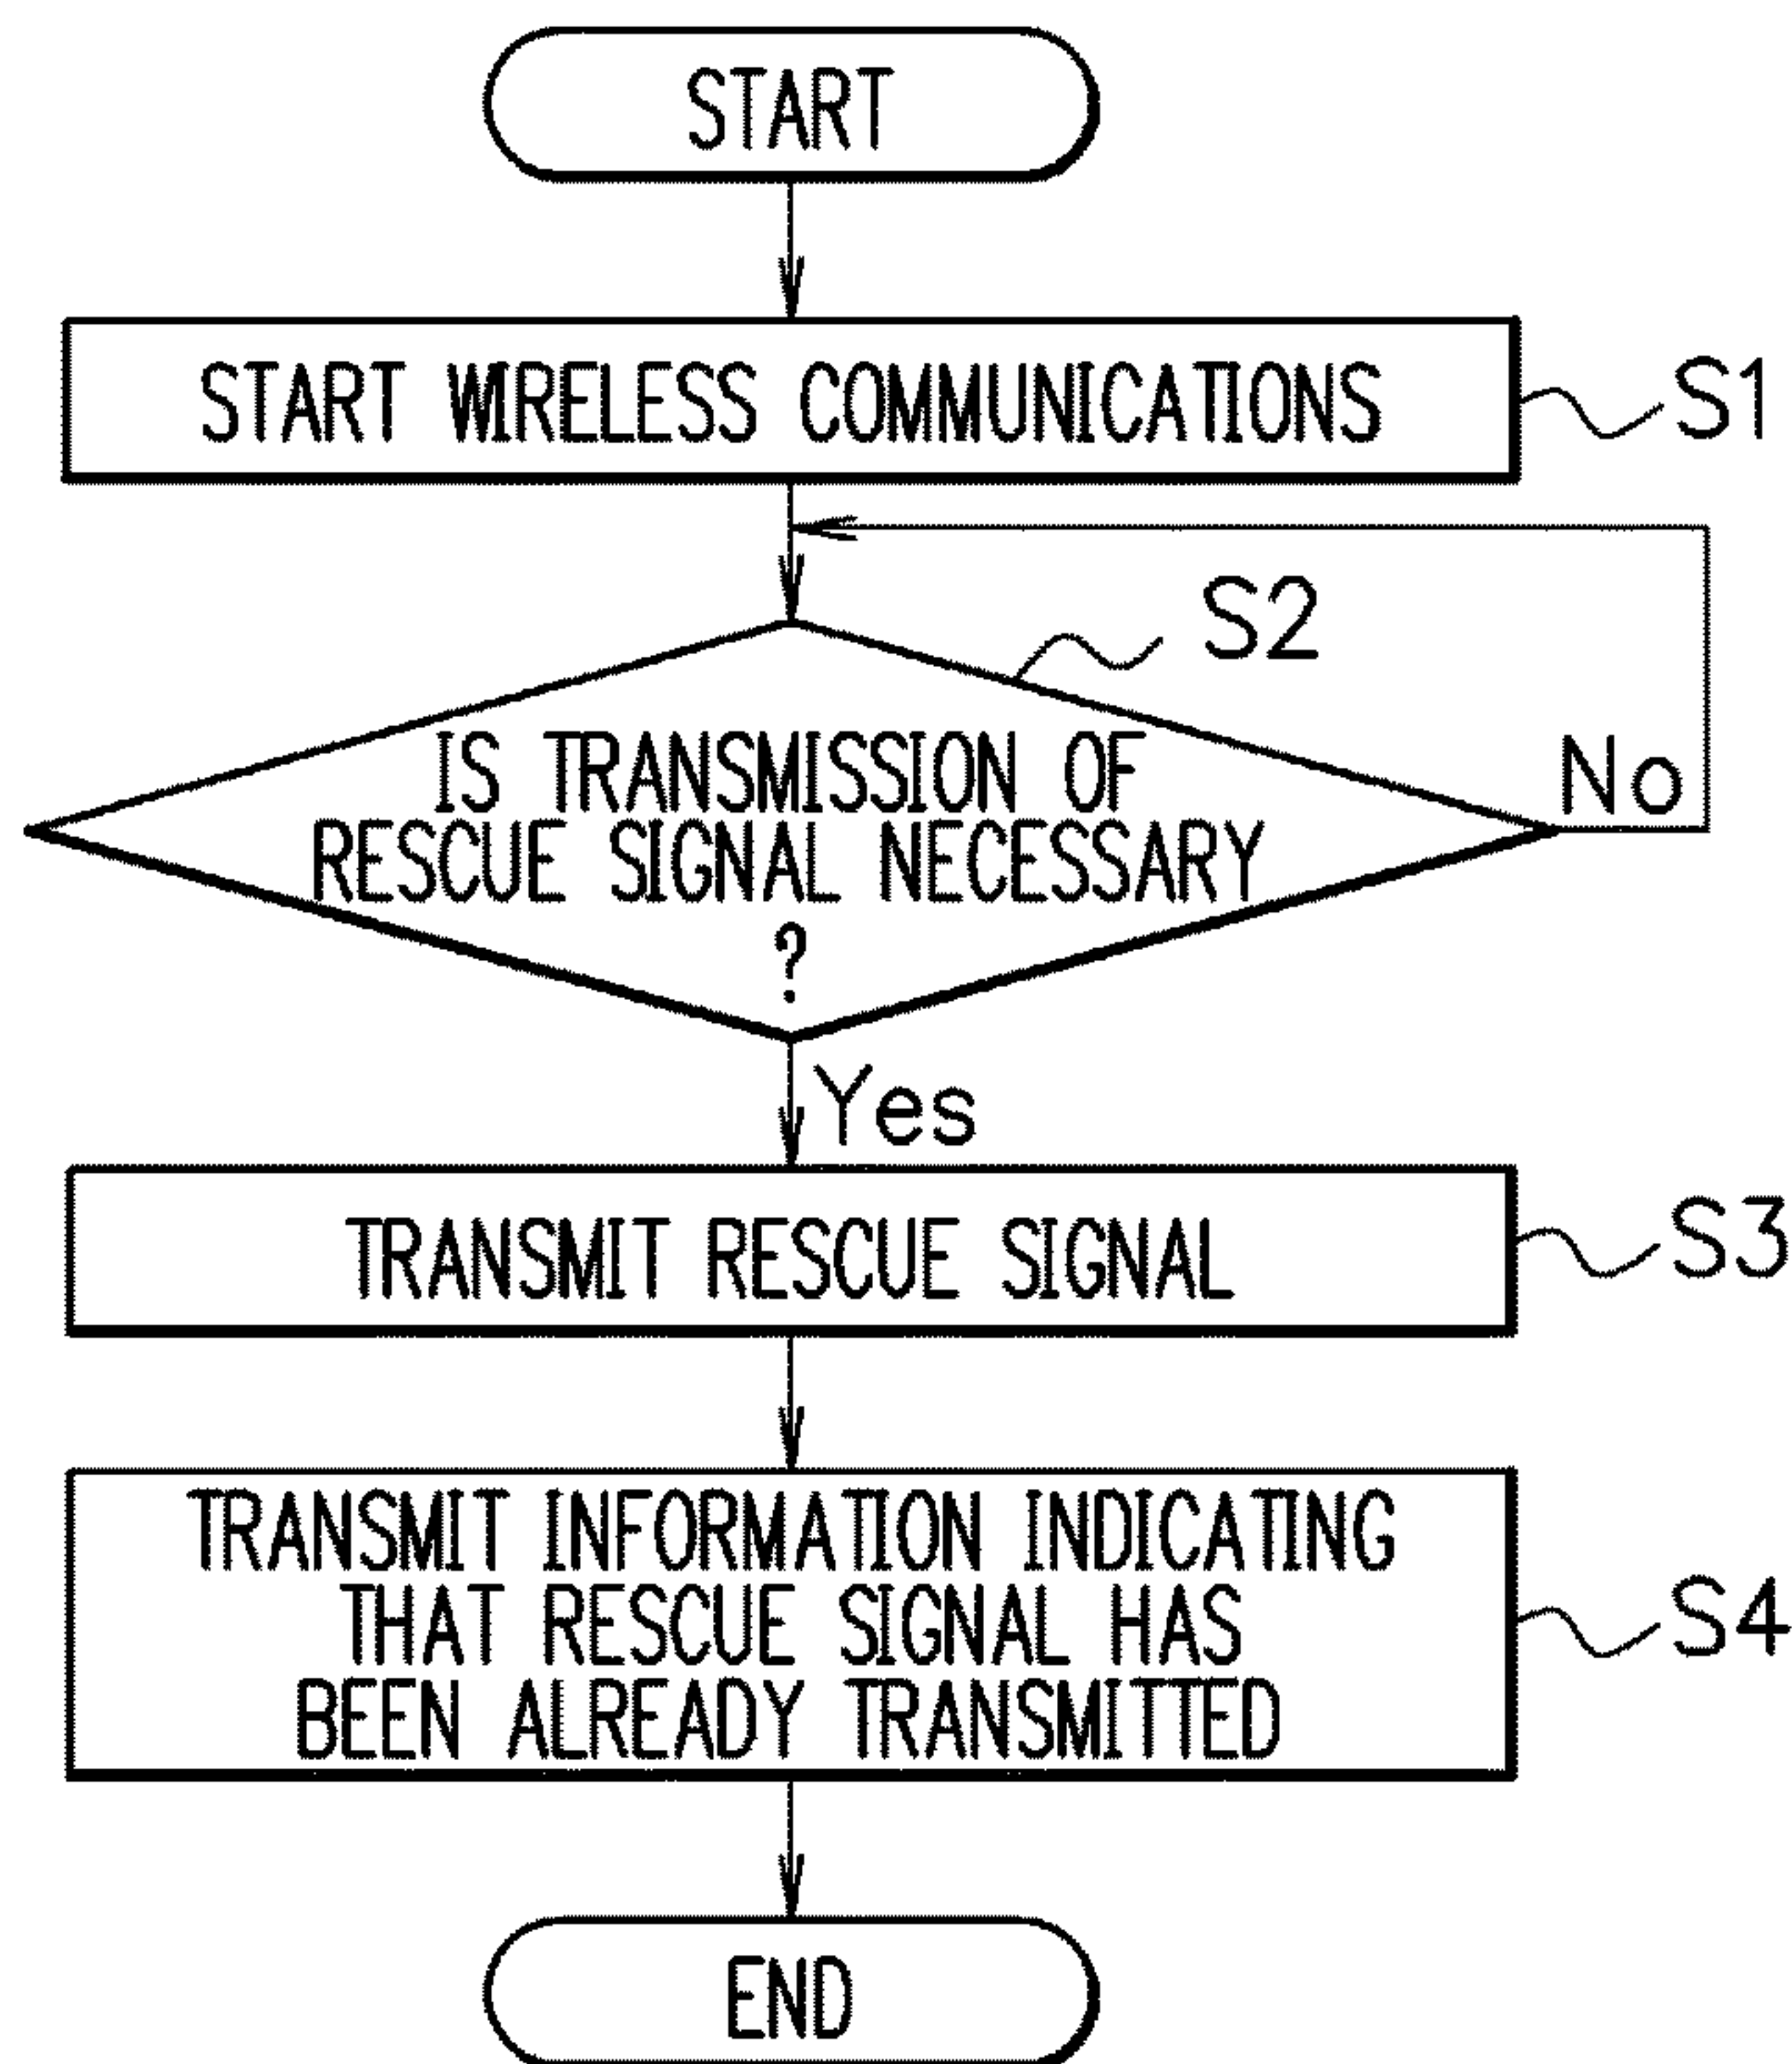 START
START WIRELESS COMMUNICATIONS
S1
S2
IS TRANSMISSION OF
RESCUE SIGNAL NECESSARY
?
No
Yes
TRANSMIT RESCUE SIGNAL
S3
TRANSMIT INFORMATION INDICATING
THAT RESCUE SIGNAL HAS
BEEN ALREADY TRANSMITTED
S4
END